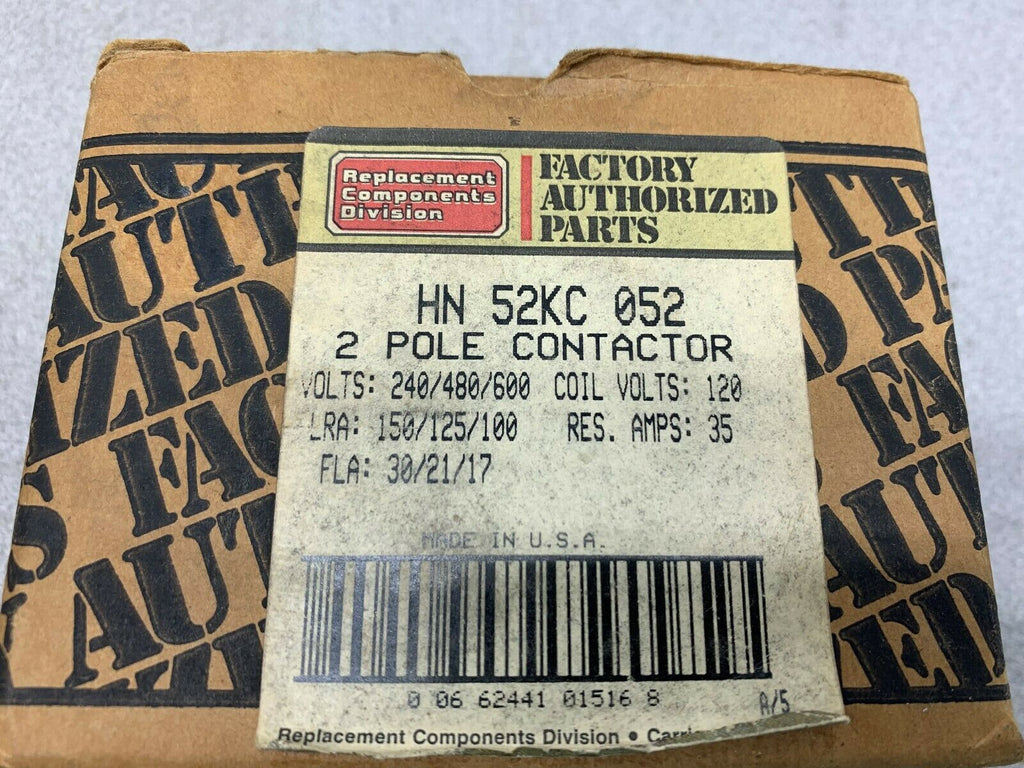 Replacement
Components
Division
FACTORY
AUTHORIZED
PARTS
HN 52KC 052
2 POLE CONTACTOR
VOLTS: 240/480/600 COIL VOLTS: 120
LRA: 150/125/100 RES. AMPS: 35
FLA: 30/21/17
MADE IN U.S.A.
0 06 62441 01516 8
A/5
Replacement Components Division •